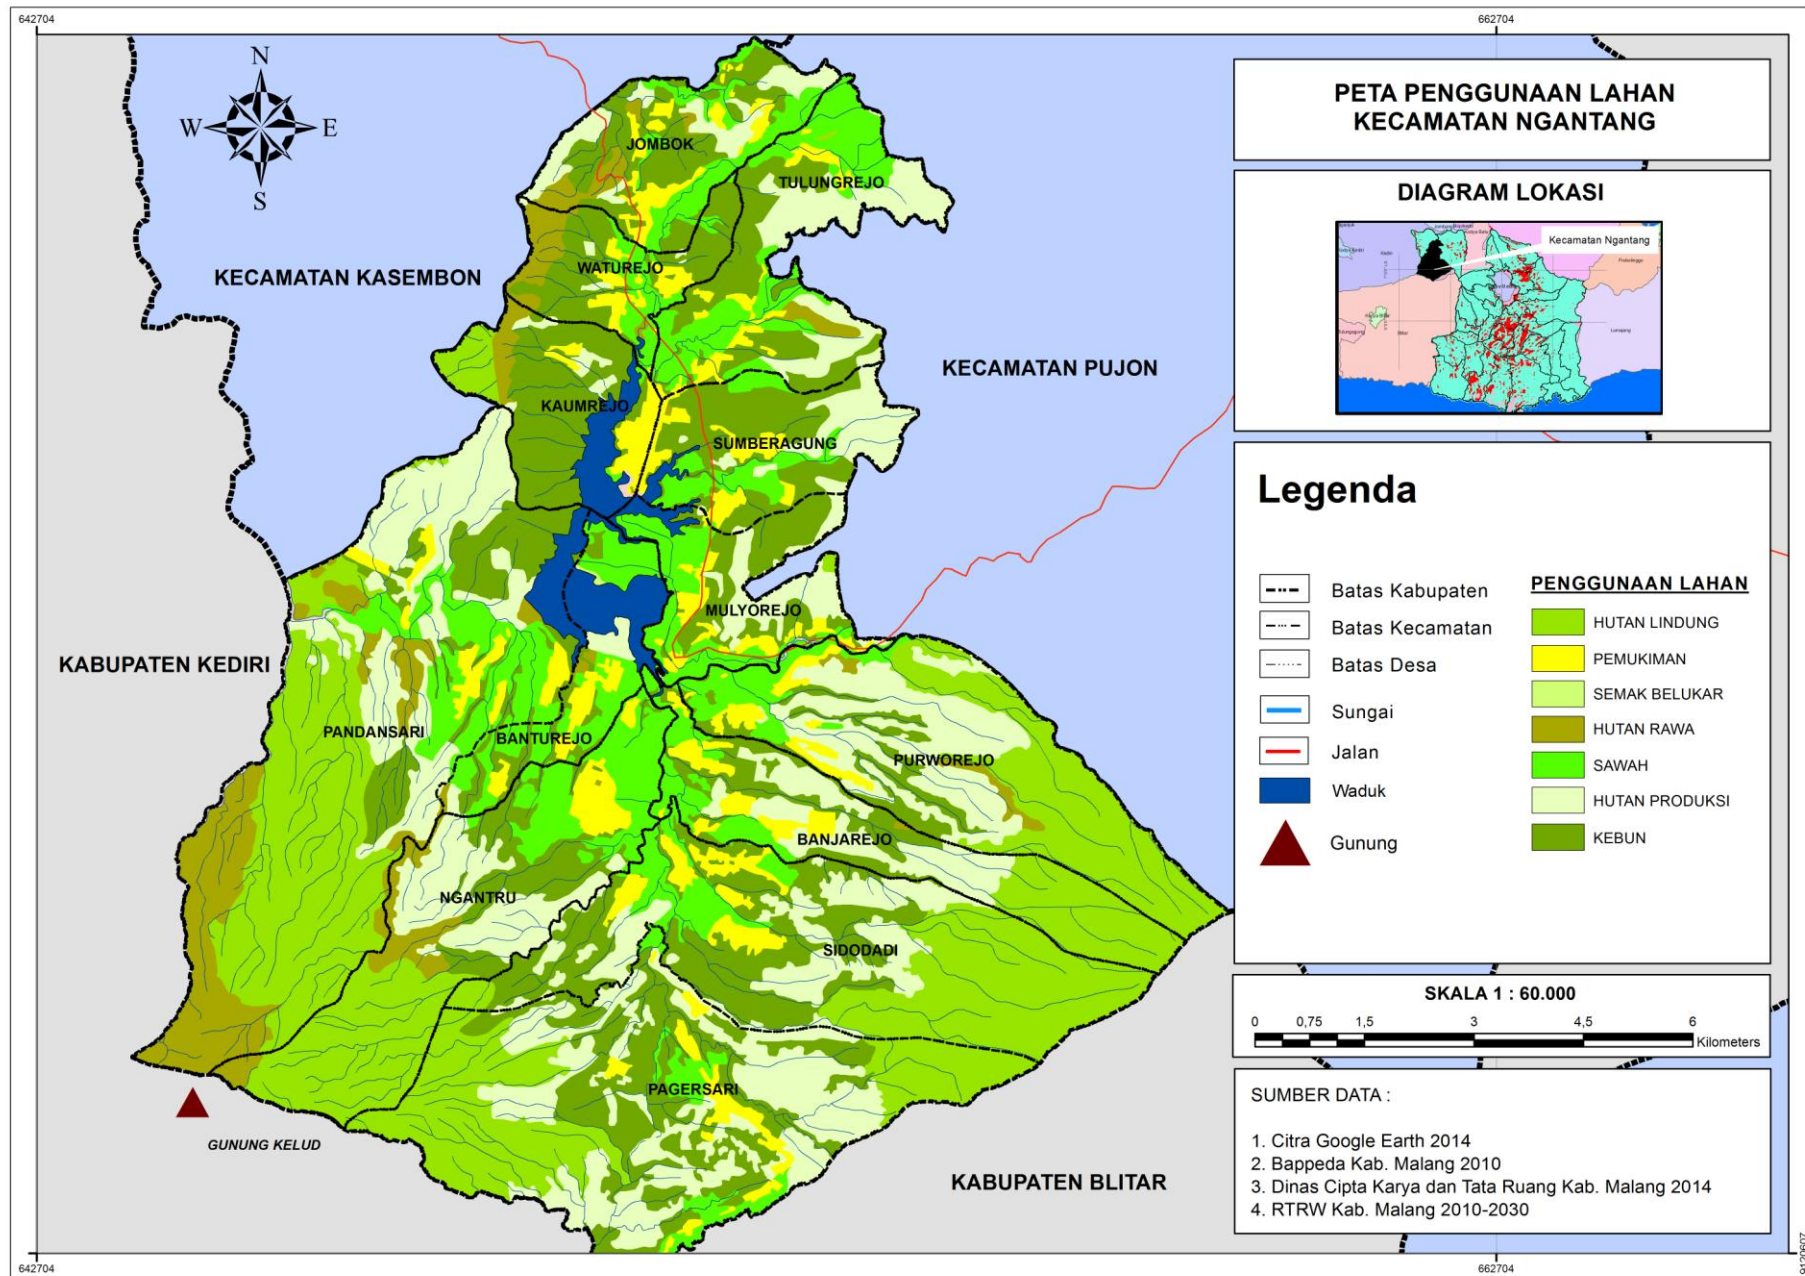 642704
662704
N
W
E
S
PETA PENGGUNAAN LAHAN
KECAMATAN NGANTANG
DIAGRAM LOKASI
Kecamatan Ngantang
JOMBOK
TULUNGREJO
WATUREJO
KECAMATAN KASEMBON
KECAMATAN PUJON
KAUMREJO
SUMBERAGUNG
MULYOREJO
KABUPATEN KEDIRI
PANDANSARI
BANTUREJO
PURWOREJO
BANJAREJO
NGANTRU
SIDODADI
PAGERSARI
GUNUNG KELUD
KABUPATEN BLITAR
Legenda
Batas Kabupaten
Batas Kecamatan
Batas Desa
Sungai
Jalan
Waduk
Gunung
PENGGUNAAN LAHAN
HUTAN LINDUNG
PEMUKIMAN
SEMAK BELUKAR
HUTAN RAWA
SAWAH
HUTAN PRODUKSI
KEBUN
SKALA 1 : 60.000
0 0,75 1,5 3 4,5 6
Kilometers
SUMBER DATA :
1. Citra Google Earth 2014
2. Bappeda Kab. Malang 2010
3. Dinas Cipta Karya dan Tata Ruang Kab. Malang 2014
4. RTRW Kab. Malang 2010-2030
642704
662704
9120607